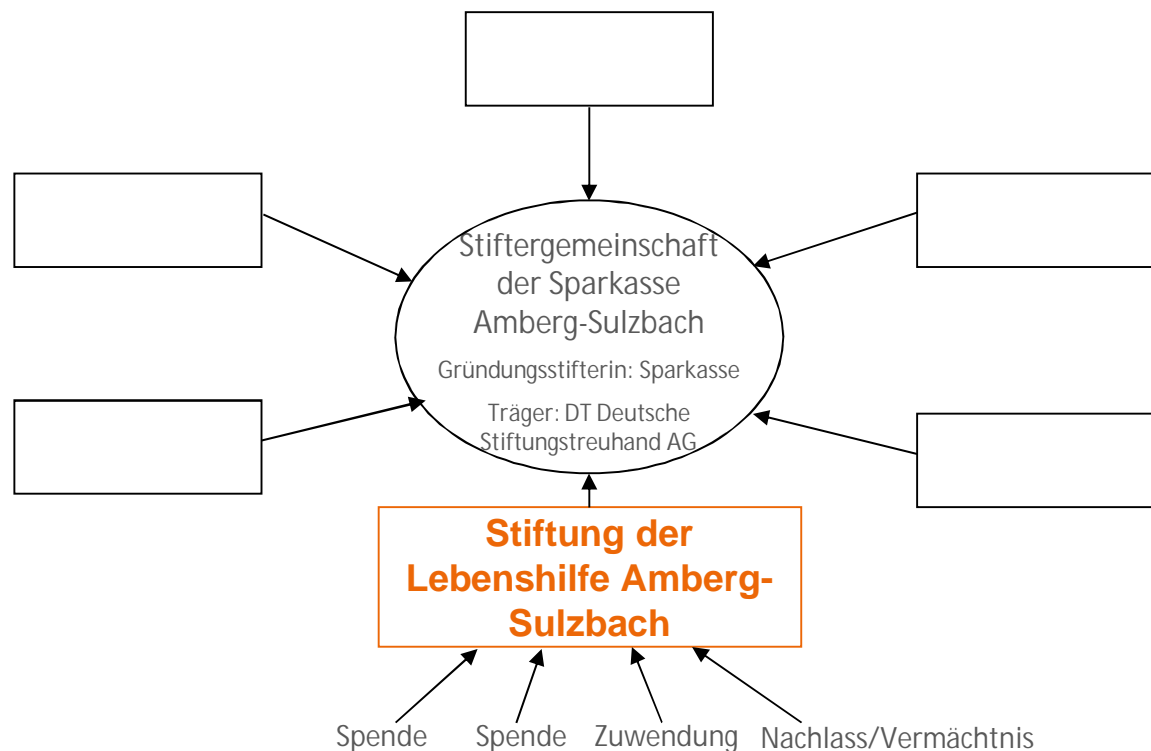 Stiftergemeinschaft
der Sparkasse
Amberg-Sulzbach
Gründungsstifterin: Sparkasse
Träger: DT Deutsche
Stiftungstreuhand AG
Stiftung der
Lebenshilfe Amberg-
Sulzbach
Spende Spende Zuwendung Nachlass/Vermächtnis